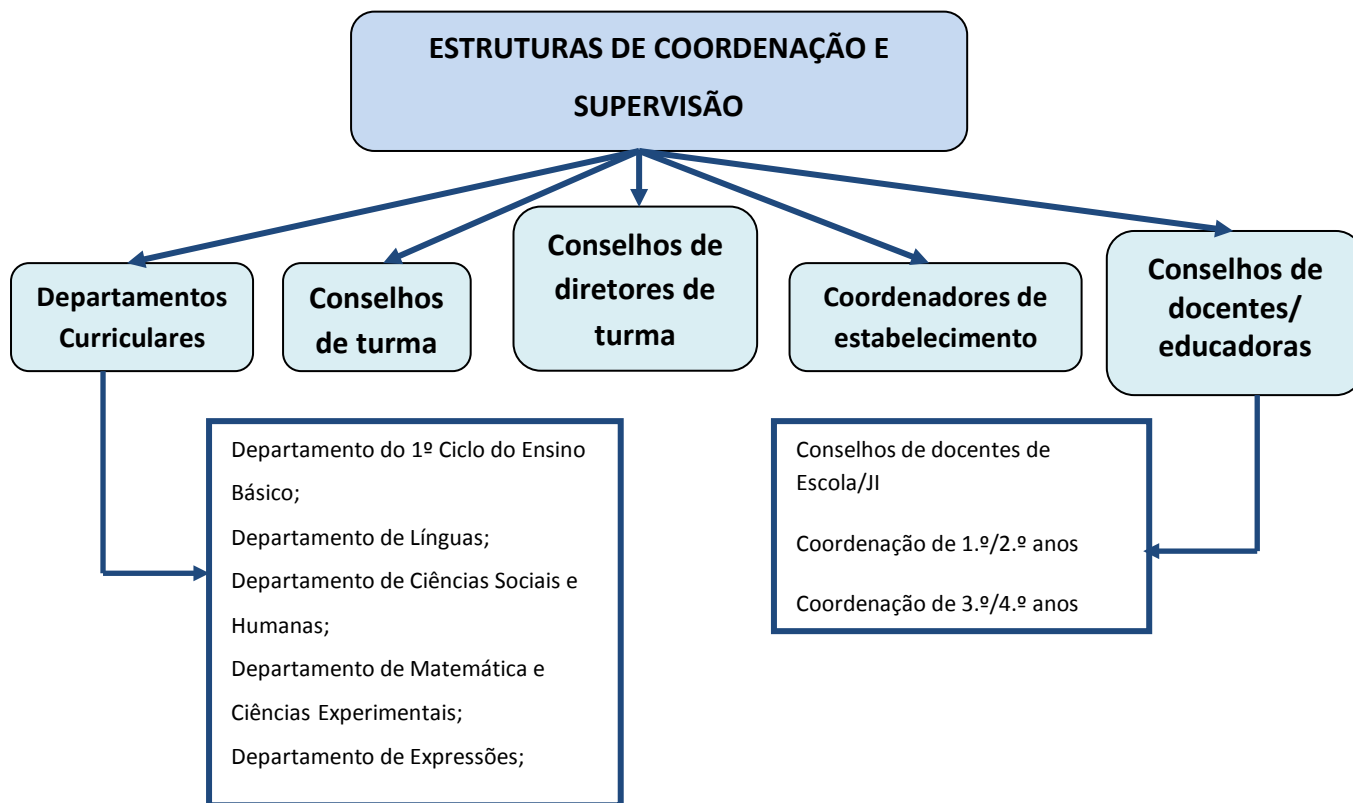 ESTRUTURAS DE COORDENAÇÃO E
SUPERVISÃO
Departamentos
Curriculares
Conselhos
de turma
Conselhos de
diretores de
turma
Coordenadores de
estabelecimento
Conselhos de
docentes/
educadoras
Departamento do 1º Ciclo do Ensino
Básico;
Departamento de Línguas;
Departamento de Ciências Sociais e
Humanas;
Departamento de Matemática e
Ciências Experimentais;
Departamento de Expressões;
Conselhos de docentes de
Escola/JI
Coordenação de 1.º/2.º anos
Coordenação de 3.º/4.º anos